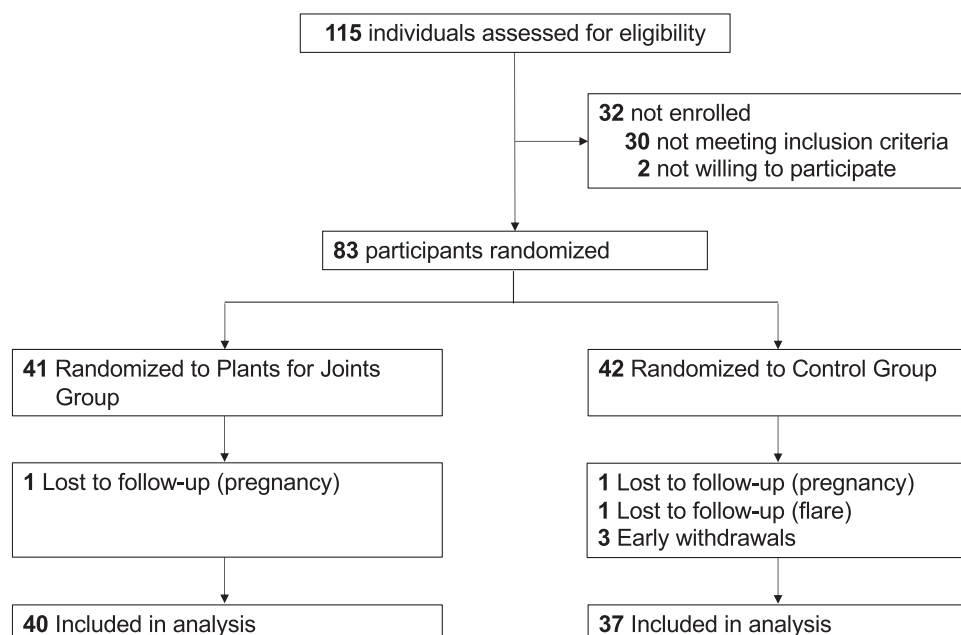 115 individuals assessed for eligibility
32 not enrolled
30 not meeting inclusion criteria
2 not willing to participate
83 participants randomized
41 Randomized to Plants for Joints
Group
42 Randomized to Control Group
1 Lost to follow-up (pregnancy)
1 Lost to follow-up (pregnancy)
1 Lost to follow-up (flare)
3 Early withdrawals
40 Included in analysis
37 Included in analysis